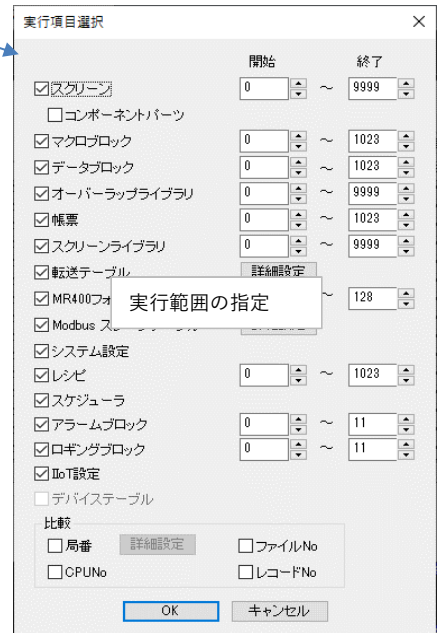 実行項目選択
開始 終了
スクリーン 0 ～ 9999
コンポーネントパーツ
マクロブロック 0 ～ 1023
データブロック 0 ～ 1023
オーバーラップライブラリ 0 ～ 9999
帳票 0 ～ 1023
スクリーンライブラリ 0 ～ 9999
転送テーブル 詳細設定
MR400フォ ～ 128
実行範囲の指定
Modbus
システム設定
レシピ 0 ～ 1023
スケジューラ
アラームブロック 0 ～ 11
ロギングブロック 0 ～ 11
IIoT設定
デバイステーブル
比較
局番 詳細設定 ファイルNo
CPUNo レコードNo
OK キャンセル